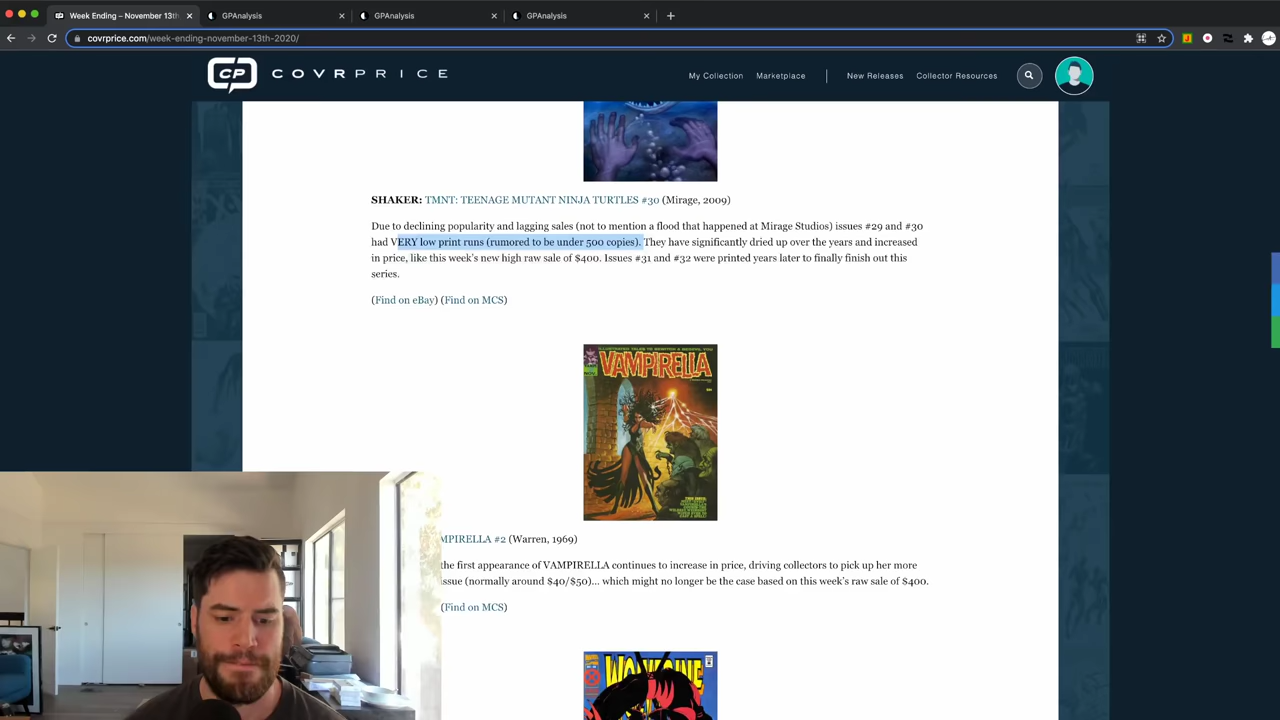 Week Ending – November 13th
GPAnalysis
GPAnalysis
GPAnalysis
covrprice.com/week-ending-november-13th-2020/
CP COVRPRICE
My Collection
Marketplace
New Releases
Collector Resources
SHAKER: TMNT: TEENAGE MUTANT NINJA TURTLES #30 (Mirage, 2009)
Due to declining popularity and lagging sales (not to mention a flood that happened at Mirage Studios) issues #29 and #30
had VERY low print runs (rumored to be under 500 copies). They have significantly dried up over the years and increased
in price, like this week's new high raw sale of $400. Issues #31 and #32 were printed years later to finally finish out this
series.
(Find on eBay) (Find on MCS)
VAMPIRELLA
MPIRELLA #2 (Warren, 1969)
the first appearance of VAMPIRELLA continues to increase in price, driving collectors to pick up her more
issue (normally around $40/$50)... which might no longer be the case based on this week's raw sale of $400.
(Find on MCS)
WOLVERINE